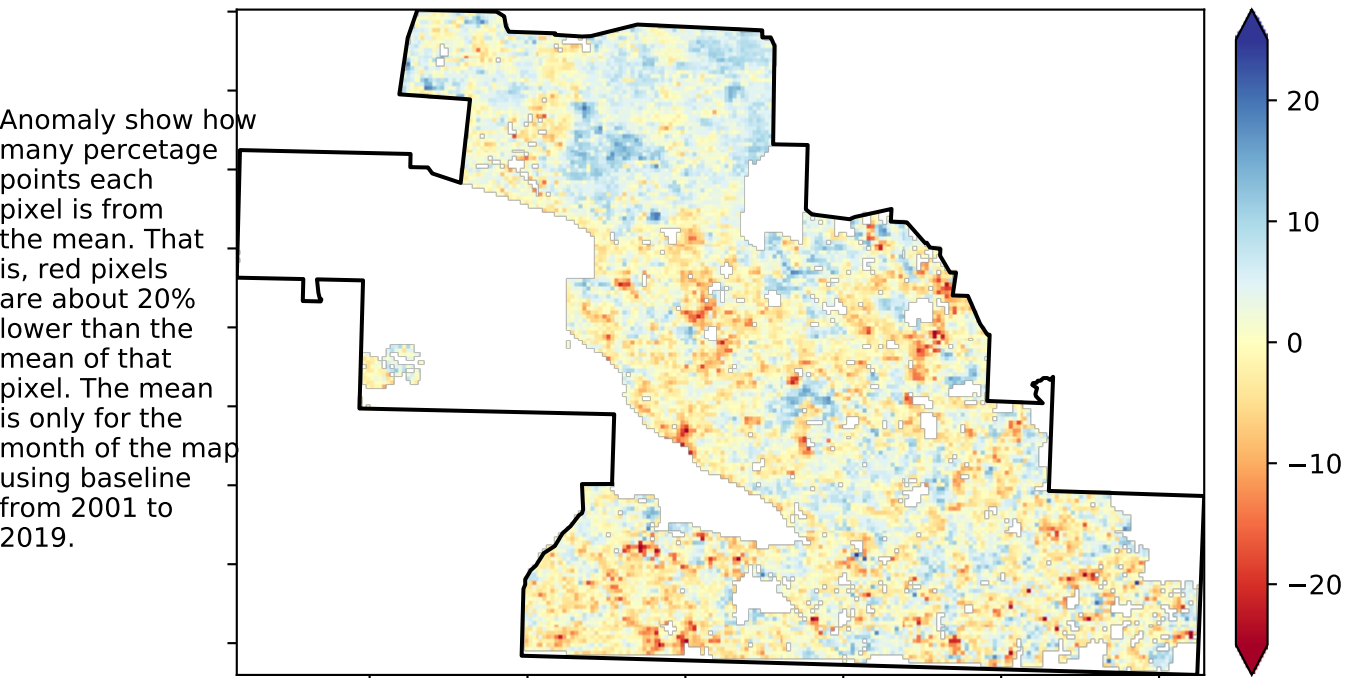 Anomaly show how
many percetage
points each
pixel is from
the mean. That
is, red pixels
are about 20%
lower than the
mean of that
pixel. The mean
is only for the
month of the map
using baseline
from 2001 to
2019.
20
10
0
−10
−20